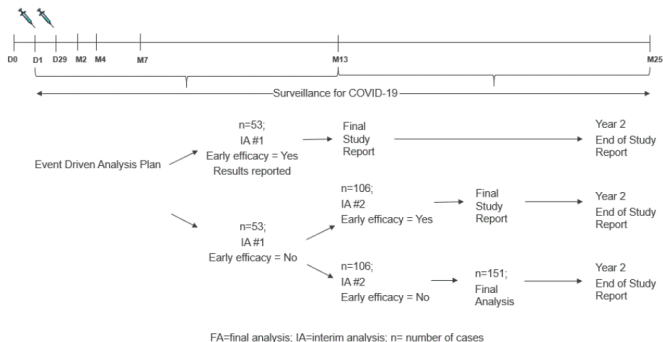 D0 D1 D29 M2 M4 M7 M13 M25
Surveillance for COVID-19
Event Driven Analysis Plan
n=53;
IA #1
Early efficacy = Yes
Results reported
Final
Study
Report
Year 2
End of Study
Report
n=53;
IA #1
Early efficacy = No
n=106;
IA #2
Early efficacy = Yes
Final
Study
Report
Year 2
End of Study
Report
n=106;
IA #2
Early efficacy = No
n=151;
Final
Analysis
Year 2
End of Study
Report
FA=final analysis; IA=interim analysis; n= number of cases